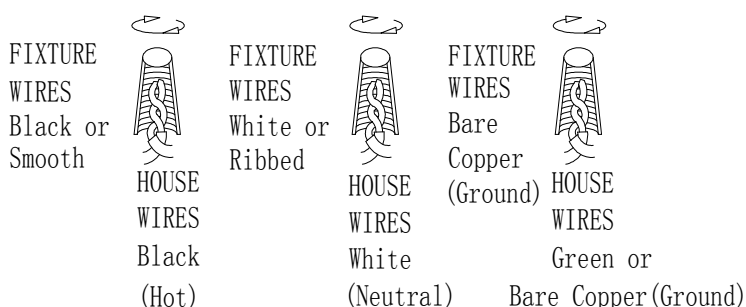 FIXTURE
WIRES
Black or
Smooth
HOUSE
WIRES
Black
(Hot)
FIXTURE
WIRES
White or
Ribbed
HOUSE
WIRES
White
(Neutral)
FIXTURE
WIRES
Bare
Copper
(Ground)
HOUSE
WIRES
Green or
Bare Copper(Ground)